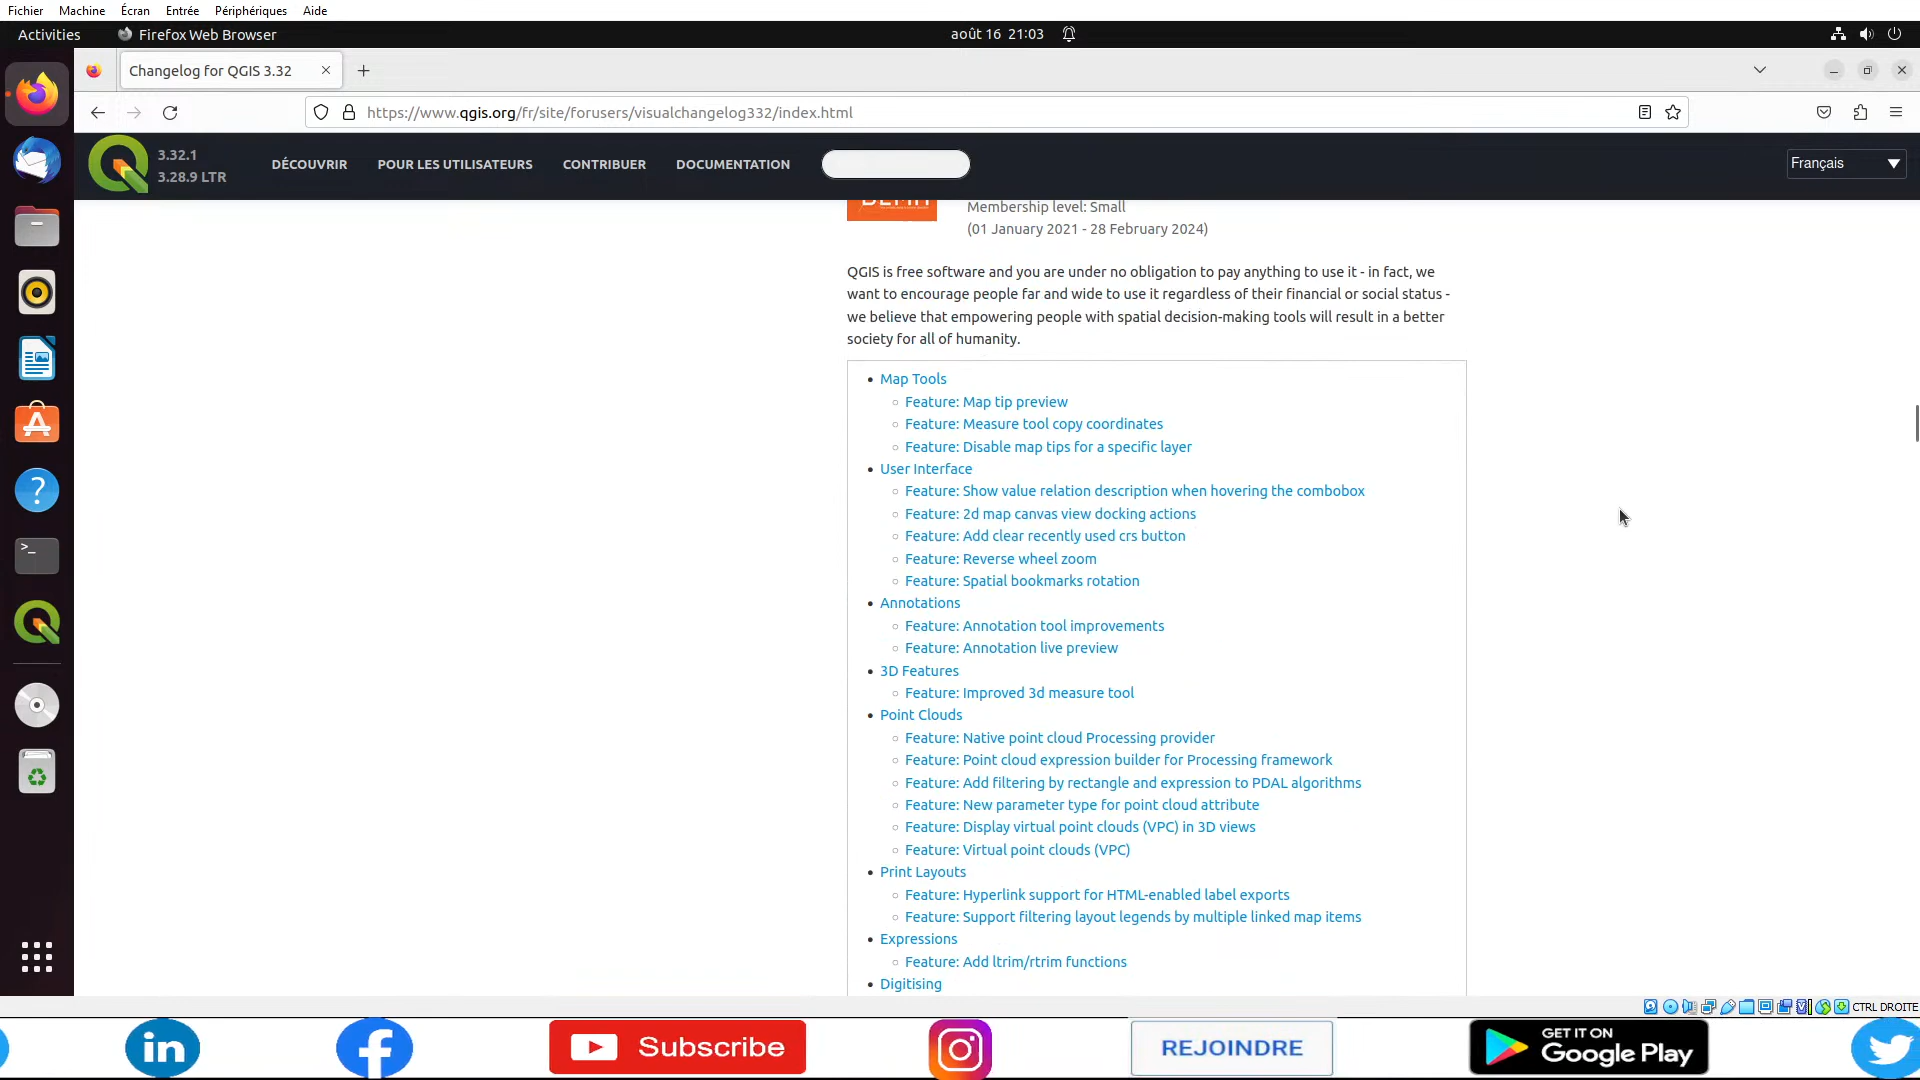 Fichier Machine Écran Entrée Périphériques Aide
Activities Firefox Web Browser août 16 21:03
Changelog for QGIS 3.32
https://www.qgis.org/fr/site/forusers/visualchangelog332/index.html
3.32.1
3.28.9 LTR
DÉCOUVRIR POUR LES UTILISATEURS CONTRIBUER DOCUMENTATION Français
Membership level: Small
(01 January 2021 - 28 February 2024)
QGIS is free software and you are under no obligation to pay anything to use it - in fact, we
want to encourage people far and wide to use it regardless of their financial or social status -
we believe that empowering people with spatial decision-making tools will result in a better
society for all of humanity.
Map Tools
Feature: Map tip preview
Feature: Measure tool copy coordinates
Feature: Disable map tips for a specific layer
User Interface
Feature: Show value relation description when hovering the combobox
Feature: 2d map canvas view docking actions
Feature: Add clear recently used crs button
Feature: Reverse wheel zoom
Feature: Spatial bookmarks rotation
Annotations
Feature: Annotation tool improvements
Feature: Annotation live preview
3D Features
Feature: Improved 3d measure tool
Point Clouds
Feature: Native point cloud Processing provider
Feature: Point cloud expression builder for Processing framework
Feature: Add filtering by rectangle and expression to PDAL algorithms
Feature: New parameter type for point cloud attribute
Feature: Display virtual point clouds (VPC) in 3D views
Feature: Virtual point clouds (VPC)
Print Layouts
Feature: Hyperlink support for HTML-enabled label exports
Feature: Support filtering layout legends by multiple linked map items
Expressions
Feature: Add ltrim/rtrim functions
Digitising
CTRL DROITE
in f Subscribe REJOINDRE GET IT ON
Google Play